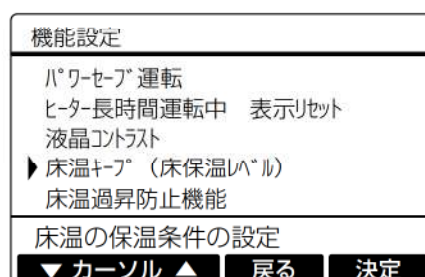 機能設定
パワーセーブ運転
ヒーター長時間運転中　表示リセット
液晶コントラスト
▶床温キープ（床保温レベル）
床温過昇防止機能
床温の保温条件の設定
▼ カーソル ▲　戻る　決定